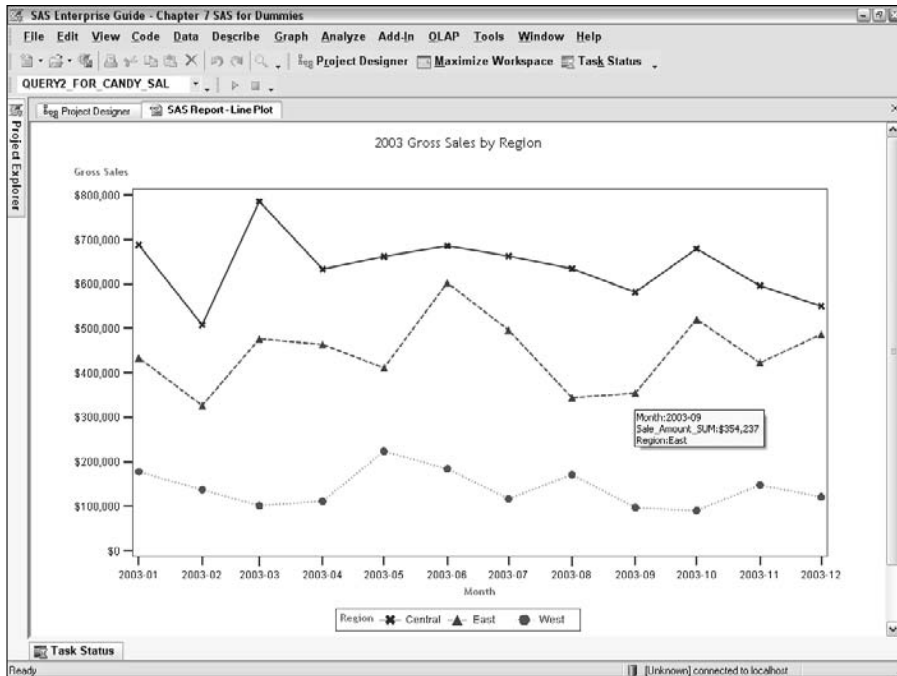 SAS Enterprise Guide - Chapter 7 SAS for Dummies
File Edit View Code Data Describe Graph Analyze Add-In OLAP Tools Window Help
Project Designer Maximize Workspace Task Status
QUERY2_FOR_CANDY_SAL
Project Designer SAS Report - Line Plot
Project Explorer
2003 Gross Sales by Region
Gross Sales
$800,000
$700,000
$600,000
$500,000
$400,000
$300,000
$200,000
$100,000
$0
Month:2003-09
Sale_Amount_SUM:$354,237
Region:East
2003-01 2003-02 2003-03 2003-04 2003-05 2003-06 2003-07 2003-08 2003-09 2003-10 2003-11 2003-12
Month
Region Central East West
Task Status
Ready [Unknown] connected to localhost